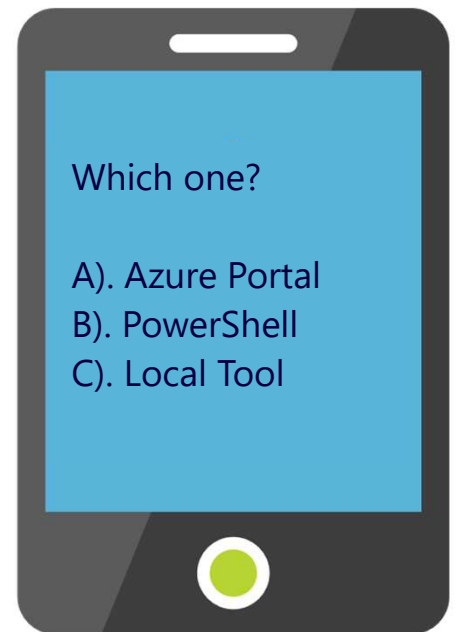 Which one?
A). Azure Portal
B). PowerShell
C). Local Tool